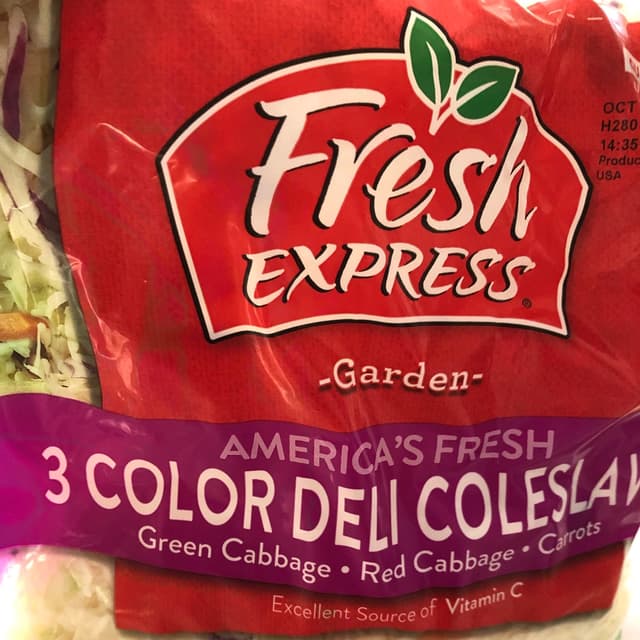 Fresh
EXPRESS®
OCT
H280
14:35
Produc
USA
-Garden-
AMERICA'S FRESH
3 COLOR DELI COLESLAW
Green Cabbage • Red Cabbage • Carrots
Excellent Source of Vitamin C